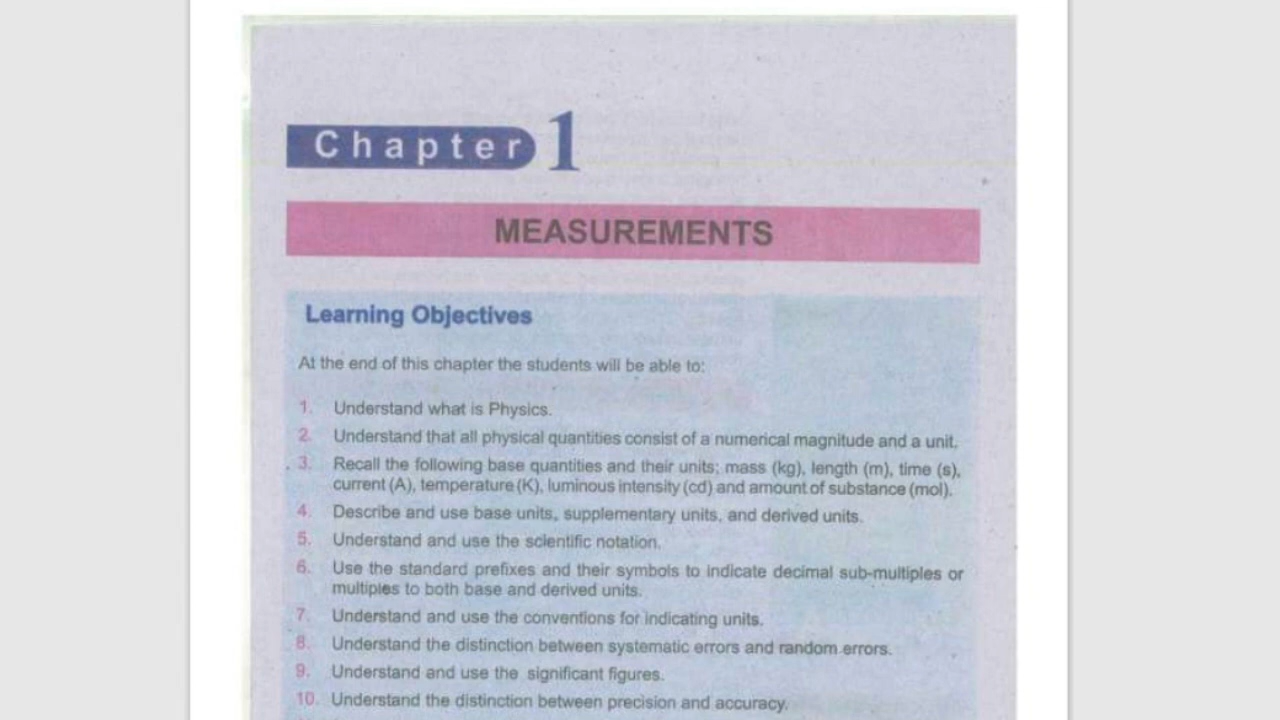 Chapter 1
MEASUREMENTS
Learning Objectives
At the end of this chapter the students will be able to:
1. Understand what is Physics.
2. Understand that all physical quantities consist of a numerical magnitude and a unit.
3. Recall the following base quantities and their units; mass (kg), length (m), time (s),
current (A), temperature (K), luminous intensity (cd) and amount of substance (mol).
4. Describe and use base units, supplementary units, and derived units.
5. Understand and use the scientific notation.
6. Use the standard prefixes and their symbols to indicate decimal sub-multiples or
multiples to both base and derived units.
7. Understand and use the conventions for indicating units.
8. Understand the distinction between systematic errors and random errors.
9. Understand and use the significant figures.
10. Understand the distinction between precision and accuracy.